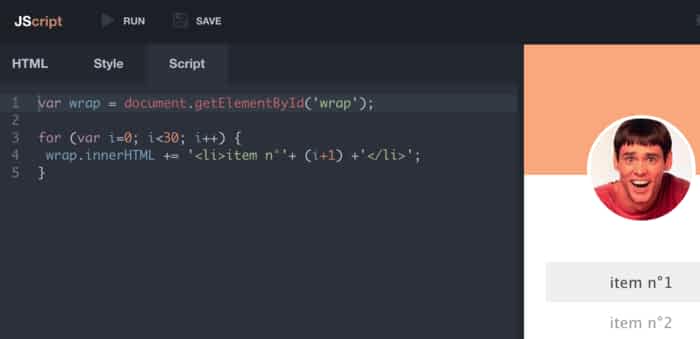 JScript RUN SAVE
HTML Style Script
1 var wrap = document.getElementById('wrap');
2
3 for (var i=0; i<30; i++) {
4 wrap.innerHTML += '<li>item n°'+ (i+1) +'</li>';
5 }
item n°1
item n°2